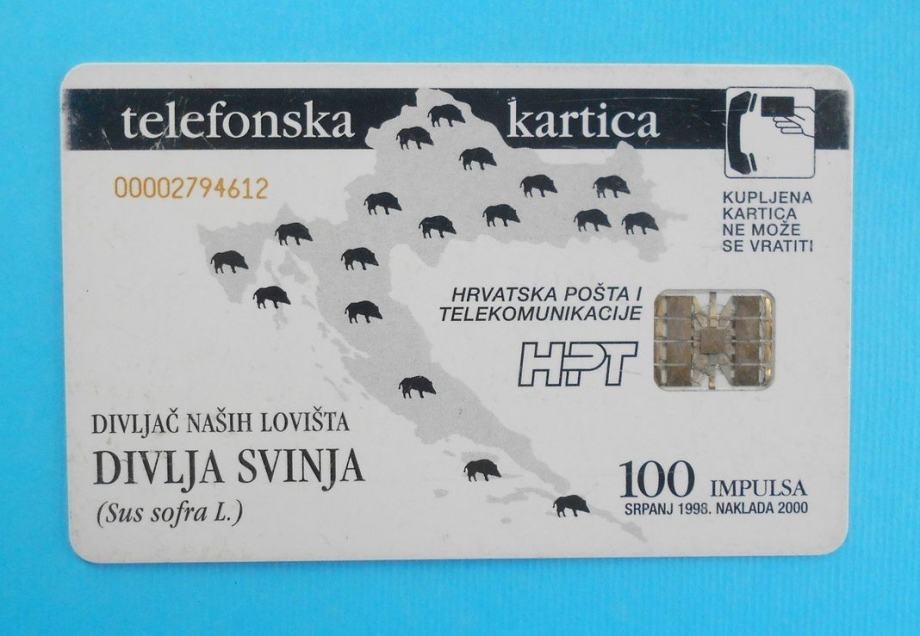 telefonska kartica
00002794612
KUPLJENA
KARTICA
NE MOŽE
SE VRATITI
HRVATSKA POŠTA I
TELEKOMUNIKACIJE
HPT
DIVLJAČ NAŠIH LOVIŠTA
DIVLJA SVINJA
(Sus sofra L.)
100 IMPULSA
SRPANJ 1998. NAKLADA 2000